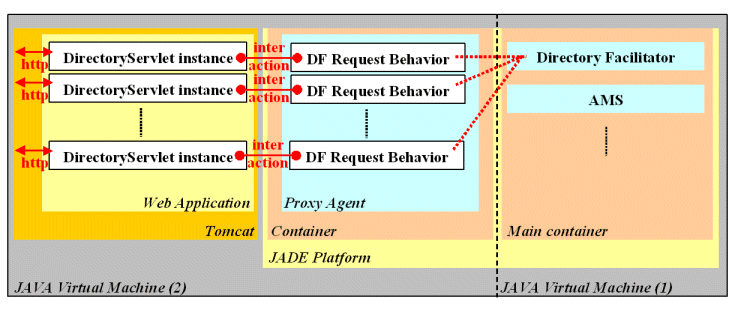 http
DirectoryServlet instance
inter
action
DF Request Behavior
Directory Facilitator
http
DirectoryServlet instance
inter
action
DF Request Behavior
AMS
http
DirectoryServlet instance
inter
action
DF Request Behavior
Web Application
Proxy Agent
Tomcat
Container
Main container
JADE Platform
JAVA Virtual Machine (2)
JAVA Virtual Machine (1)